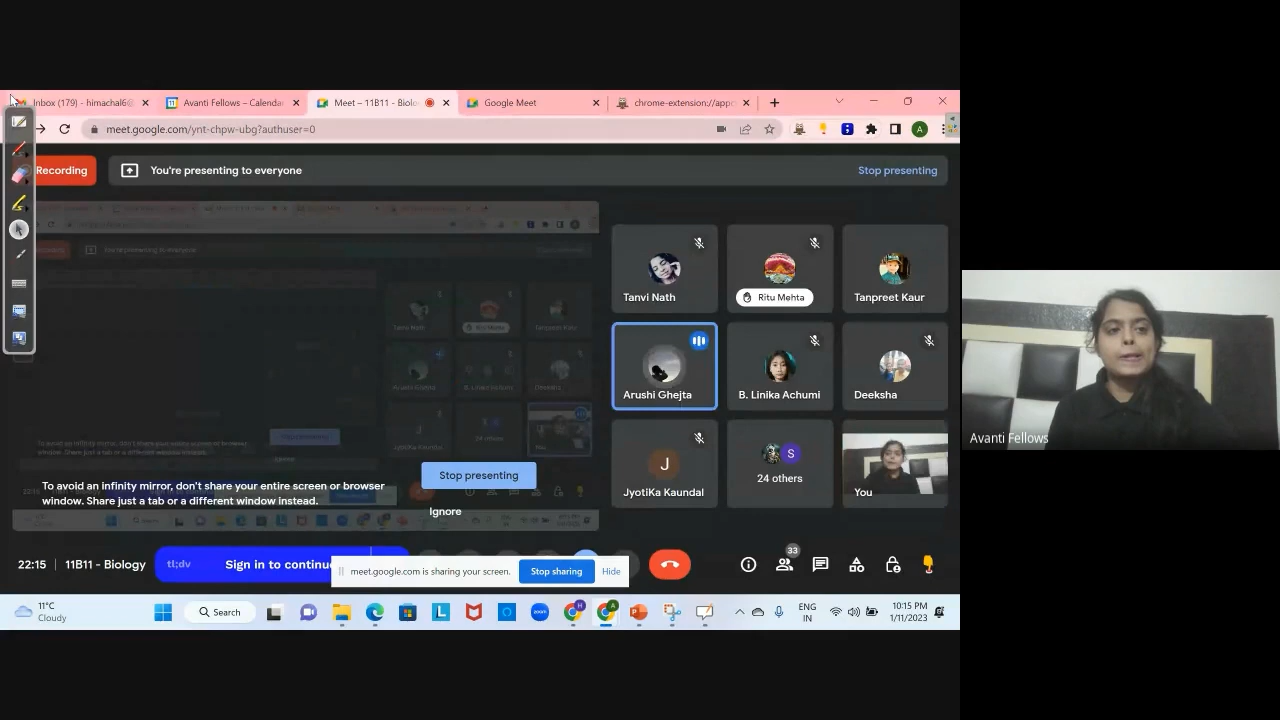 Inbox (179) - himachal6@
Avanti Fellows – Calenda
Meet – 11B11 - Biolo
Google Meet
chrome-extension://appc
meet.google.com/ynt-chpw-ubg?authuser=0
A
Recording
You're presenting to everyone
Stop presenting
Tanvi Nath
Ritu Mehta
Tanpreet Kaur
Arushi Ghejta
B. Linika Achumi
Deeksha
J
JyotiKa Kaundal
S
24 others
You
To avoid an infinity mirror, don't share your entire screen or browser
window. Share just a tab or a different window instead.
Stop presenting
Ignore
Avanti Fellows
22:15
11B11 - Biology
tl;dv
Sign in to continu
meet.google.com is sharing your screen.
Stop sharing
Hide
33
11°C
Cloudy
Search
ENG
IN
10:15 PM
1/11/2023